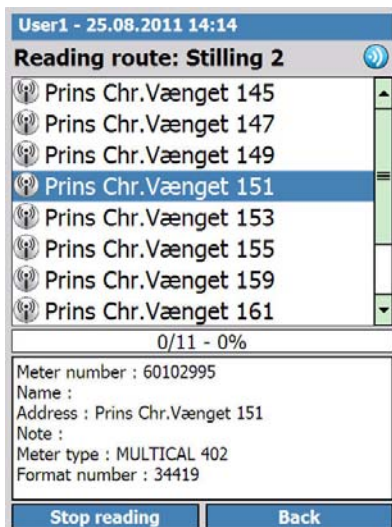 User1 - 25.08.2011 14:14
Reading route: Stilling 2
Prins Chr.Vænget 145
Prins Chr.Vænget 147
Prins Chr.Vænget 149
Prins Chr.Vænget 151
Prins Chr.Vænget 153
Prins Chr.Vænget 155
Prins Chr.Vænget 159
Prins Chr.Vænget 161
0/11 - 0%
Meter number : 60102995
Name :
Address : Prins Chr.Vænget 151
Note :
Meter type : MULTICAL 402
Format number : 34419
Stop reading Back